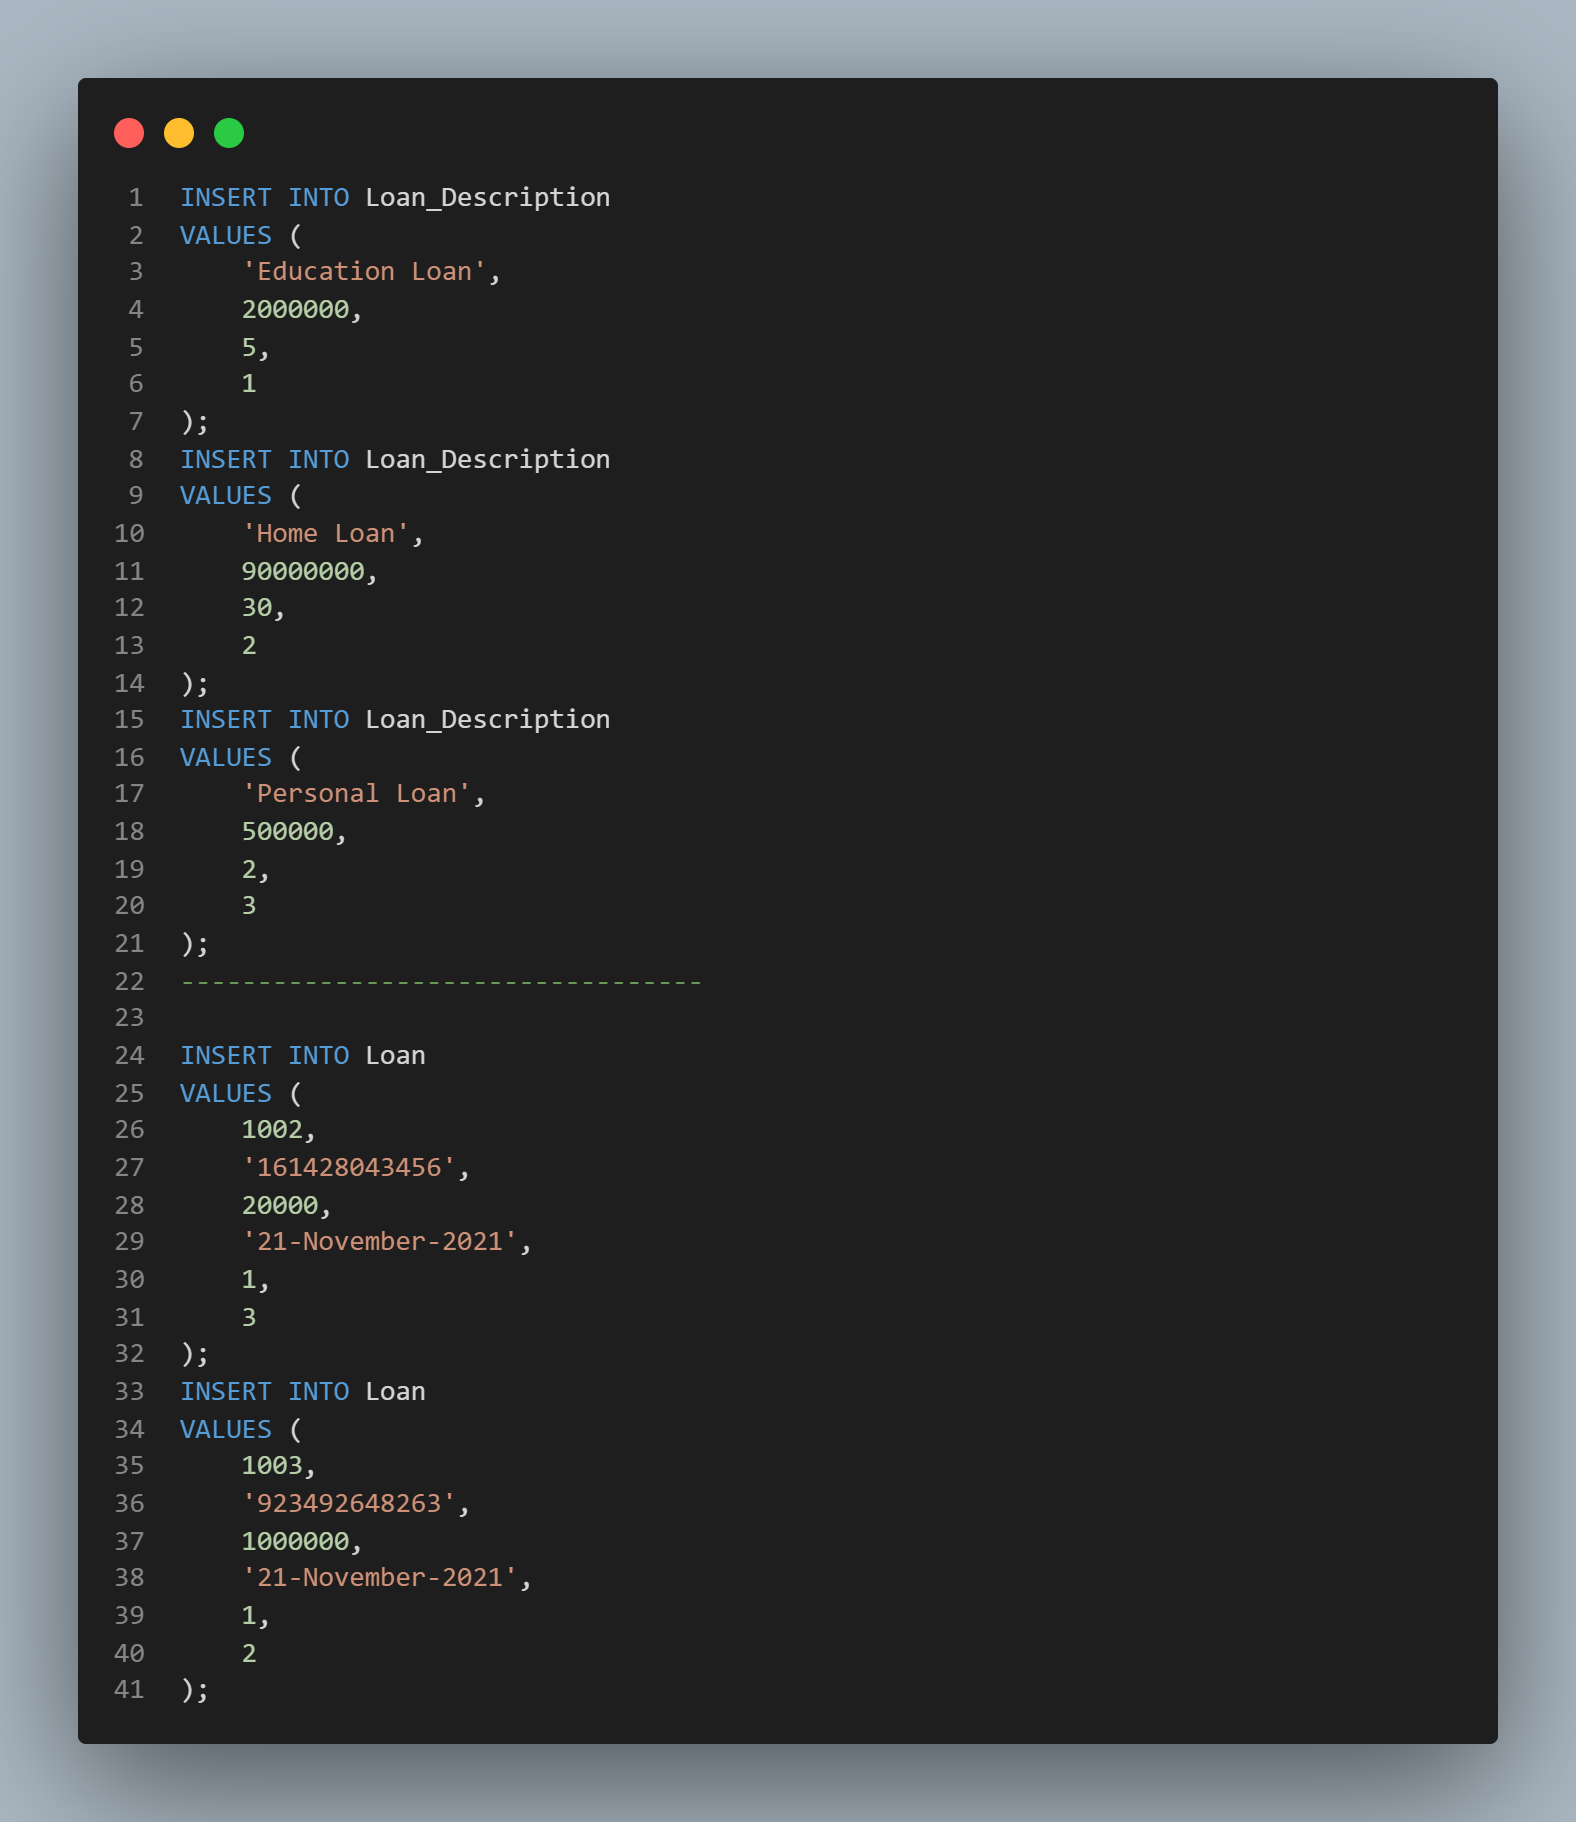 1 INSERT INTO Loan_Description
2 VALUES (
3     'Education Loan',
4     2000000,
5     5,
6     1
7 );
8 INSERT INTO Loan_Description
9 VALUES (
10     'Home Loan',
11     90000000,
12     30,
13     2
14 );
15 INSERT INTO Loan_Description
16 VALUES (
17     'Personal Loan',
18     500000,
19     2,
20     3
21 );
22 ----------------------------------
23
24 INSERT INTO Loan
25 VALUES (
26     1002,
27     '161428043456',
28     20000,
29     '21-November-2021',
30     1,
31     3
32 );
33 INSERT INTO Loan
34 VALUES (
35     1003,
36     '923492648263',
37     1000000,
38     '21-November-2021',
39     1,
40     2
41 );